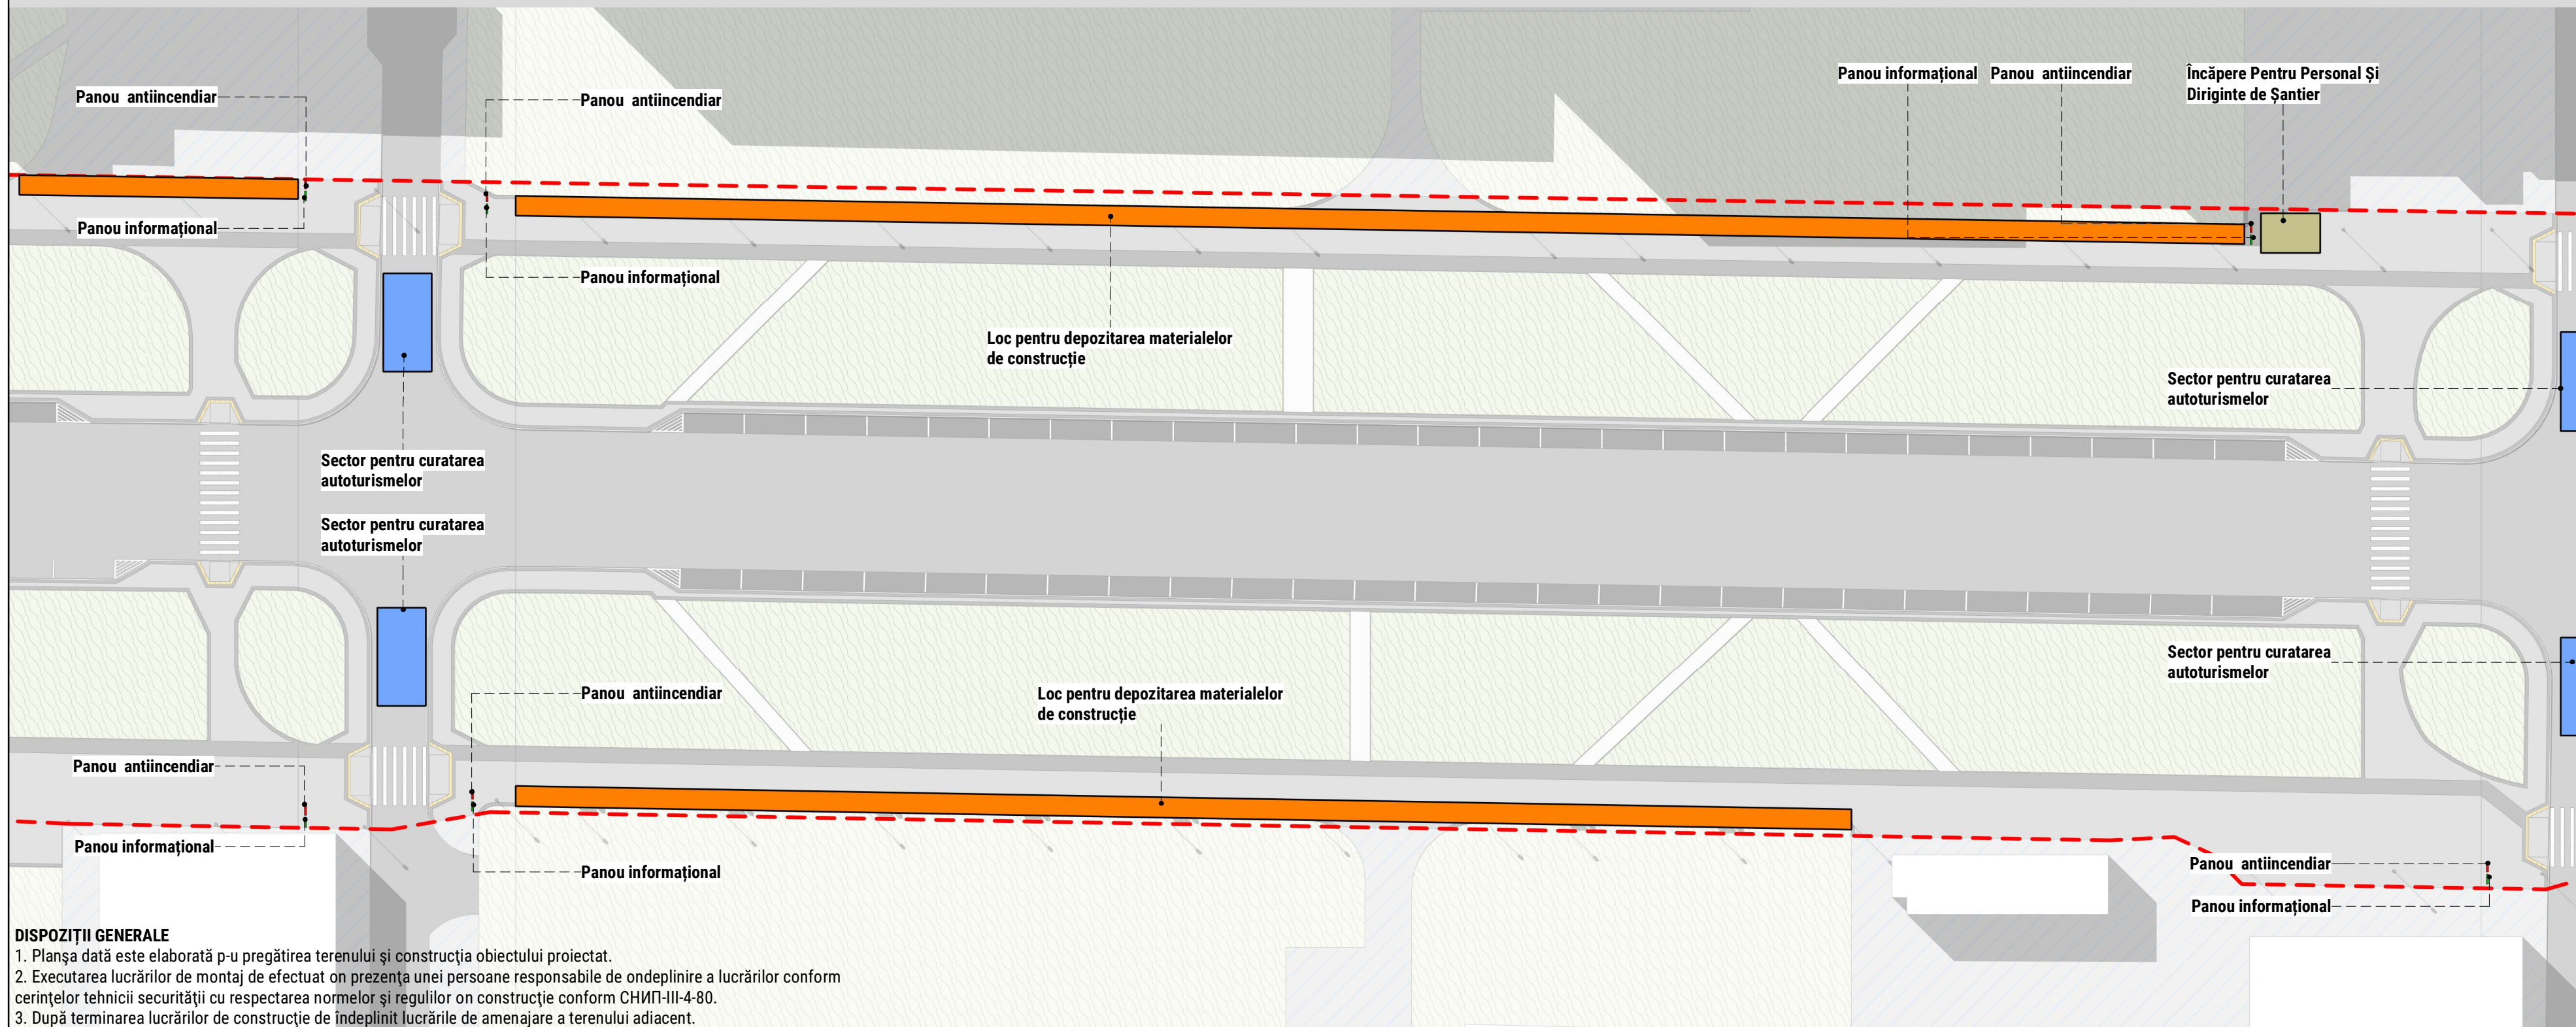 Panou informațional
Panou  antiincendiar
Încăpere Pentru Personal Și
Diriginte de Șantier
Panou  antiincendiar
Panou  antiincendiar
Panou informațional
Panou informațional
Loc pentru depozitarea materialelor
de construcție
Sector pentru curatarea
autoturismelor
Sector pentru curatarea
autoturismelor
Sector pentru curatarea
autoturismelor
Sector pentru curatarea
autoturismelor
Panou  antiincendiar
Loc pentru depozitarea materialelor
de construcție
Panou  antiincendiar
Panou informațional
Panou informațional
Panou  antiincendiar
Panou informațional
DISPOZIȚII GENERALE
1. Planşa dată este elaborată p-u pregătirea terenului şi construcţia obiectului proiectat.
2. Executarea lucrărilor de montaj de efectuat on prezenţa unei persoane responsabile de ondeplinire a lucrărilor conform
cerinţelor tehnicii securităţii cu respectarea normelor şi regulilor on construcţie conform СНИП-III-4-80.
3. După terminarea lucrărilor de construcţie de îndeplinit lucrările de amenajare a terenului adiacent.